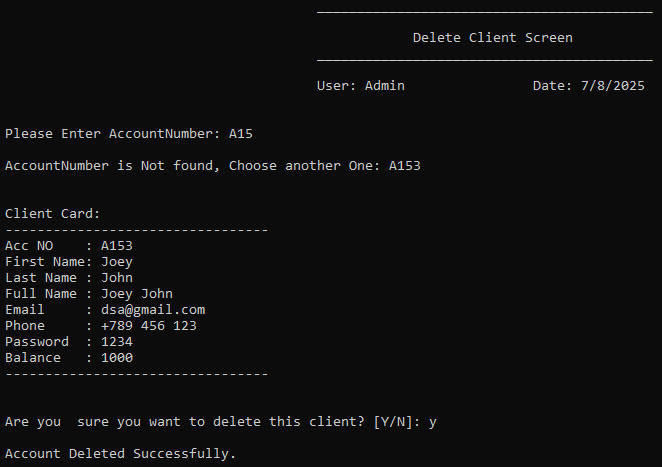 Delete Client Screen
User: Admin Date: 7/8/2025
Please Enter AccountNumber: A15
AccountNumber is Not found, Choose another One: A153
Client Card:
---------------------------------
Acc NO    : A153
First Name: Joey
Last Name : John
Full Name : Joey John
Email     : dsa@gmail.com
Phone     : +789 456 123
Password  : 1234
Balance   : 1000
---------------------------------
Are you  sure you want to delete this client? [Y/N]: y
Account Deleted Successfully.